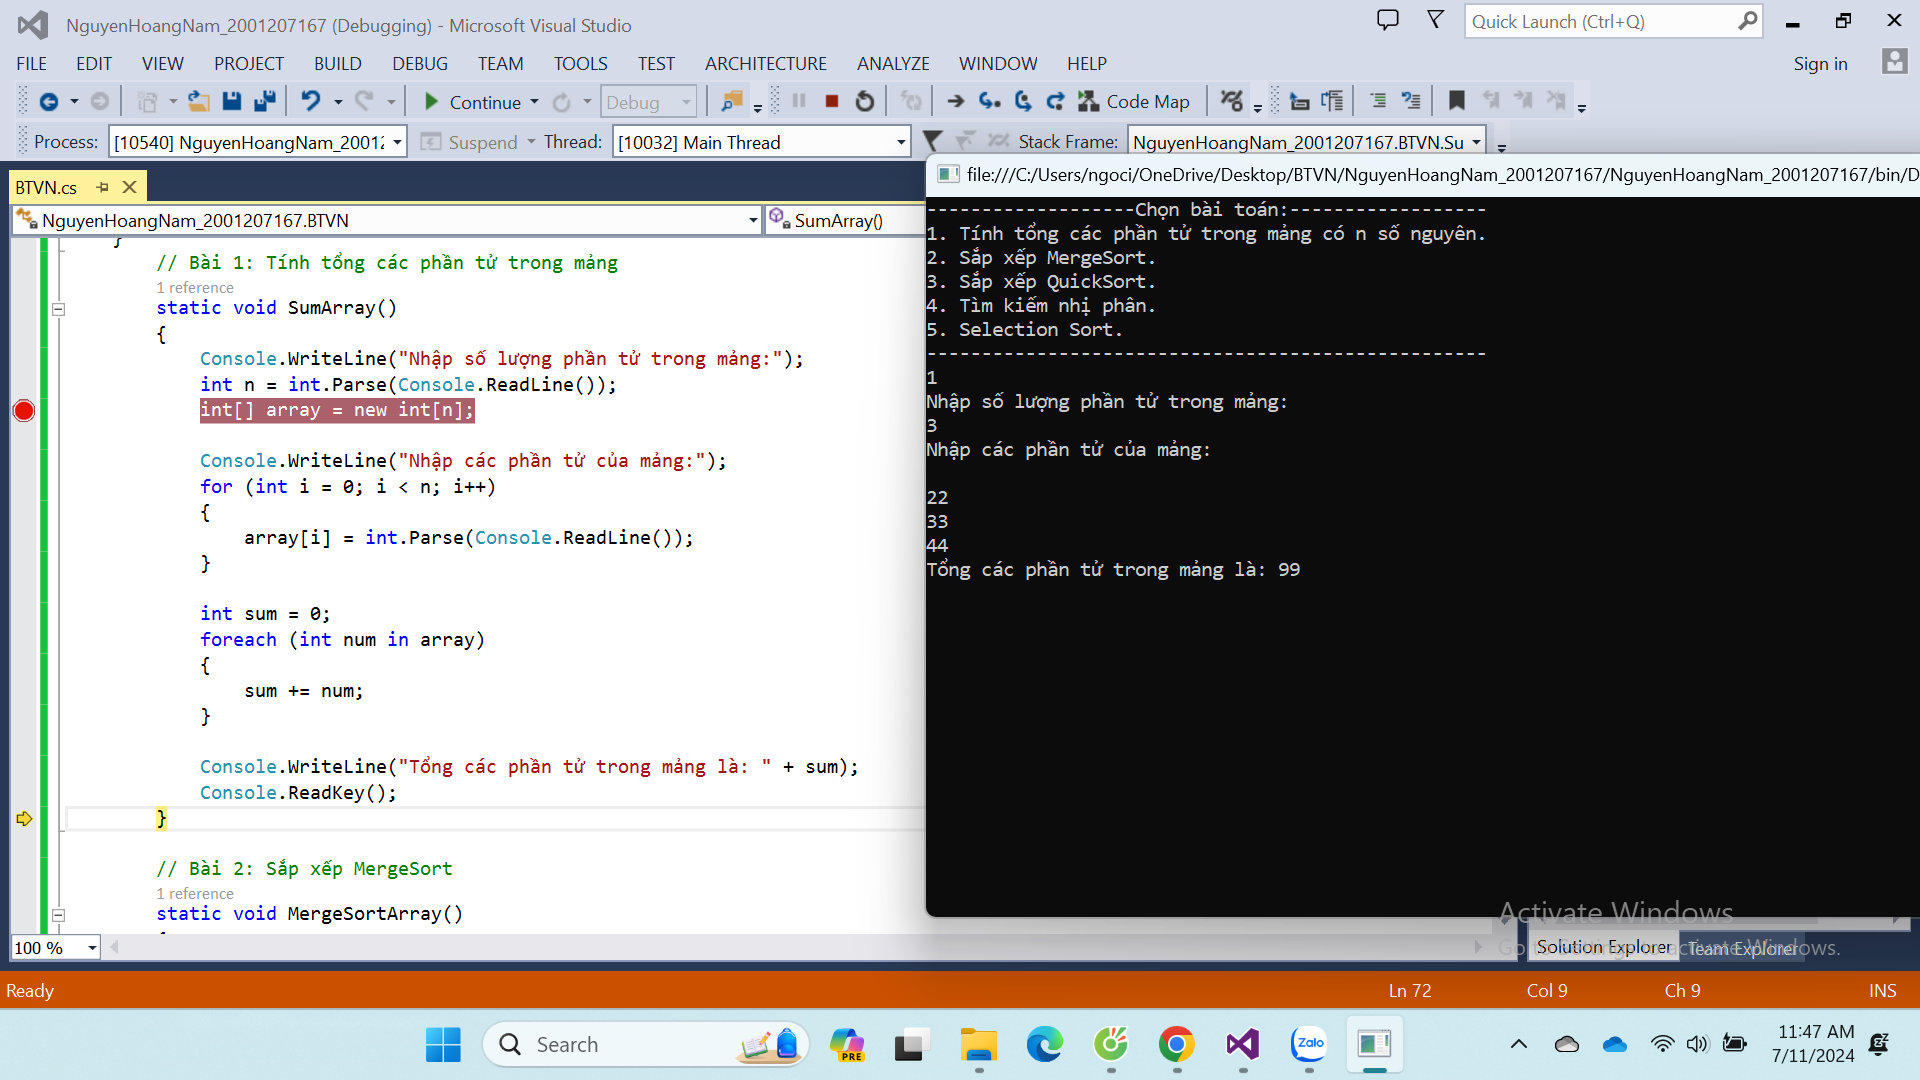 NguyenHoangNam_2001207167 (Debugging) - Microsoft Visual Studio
Quick Launch (Ctrl+Q)
FILE EDIT VIEW PROJECT BUILD DEBUG TEAM TOOLS TEST ARCHITECTURE ANALYZE WINDOW HELP
Sign in
Continue Debug Code Map
Process: [10540] NguyenHoangNam_20012 Suspend Thread: [10032] Main Thread Stack Frame: NguyenHoangNam_2001207167.BTVN.Su
BTVN.cs
NguyenHoangNam_2001207167.BTVN SumArray()
}
// Bài 1: Tính tổng các phần tử trong mảng
1 reference
static void SumArray()
{
Console.WriteLine("Nhập số lượng phần tử trong mảng:");
int n = int.Parse(Console.ReadLine());
int[] array = new int[n];
Console.WriteLine("Nhập các phần tử của mảng:");
for (int i = 0; i < n; i++)
{
array[i] = int.Parse(Console.ReadLine());
}
int sum = 0;
foreach (int num in array)
{
sum += num;
}
Console.WriteLine("Tổng các phần tử trong mảng là: " + sum);
Console.ReadKey();
}
// Bài 2: Sắp xếp MergeSort
1 reference
static void MergeSortArray()
100 %
file:///C:/Users/ngoci/OneDrive/Desktop/BTVN/NguyenHoangNam_2001207167/NguyenHoangNam_2001207167/bin/D
-------------------Chọn bài toán:------------------
1. Tính tổng các phần tử trong mảng có n số nguyên.
2. Sắp xếp MergeSort.
3. Sắp xếp QuickSort.
4. Tìm kiếm nhị phân.
5. Selection Sort.
---------------------------------------------------
1
Nhập số lượng phần tử trong mảng:
3
Nhập các phần tử của mảng:
22
33
44
Tổng các phần tử trong mảng là: 99
Activate Windows
Go to Settings to activate Windows.
Solution Explorer Team Explorer
Ready Ln 72 Col 9 Ch 9 INS
Search
PRE
Zalo
11:47 AM
7/11/2024